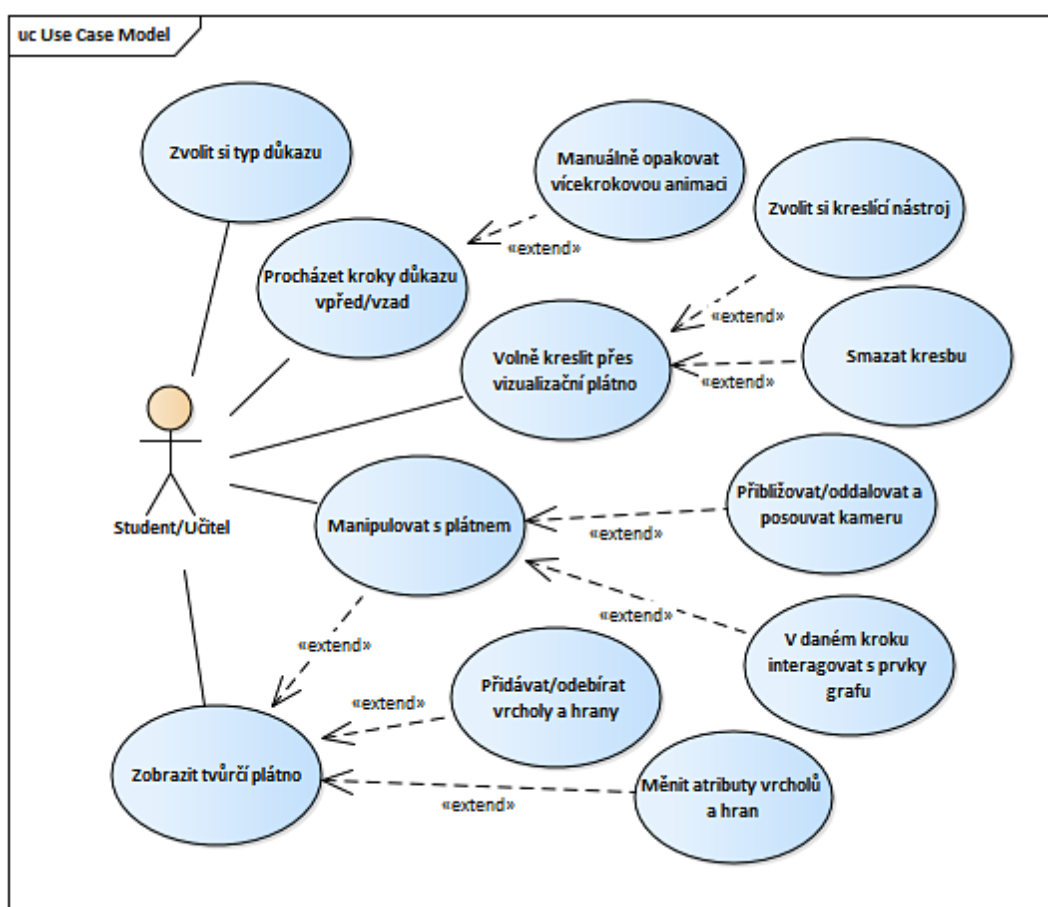 uc Use Case Model
Zvolit si typ důkazu
Manuálně opakovat
vícekrokovou animaci
Zvolit si kreslící nástroj
«extend»
Procházet kroky důkazu
vpřed/vzad
«extend»
Volně kreslit přes
vizualizační plátno
Smazat kresbu
«extend»
Student/Učitel
Manipulovat s plátnem
Přibližovat/oddalovat a
posouvat kameru
«extend»
«extend»
V daném kroku
interagovat s prvky
grafu
«extend»
Přidávat/odebírat
vrcholy a hrany
«extend»
Zobrazit tvůrčí plátno
Měnit atributy vrcholů
a hran
«extend»